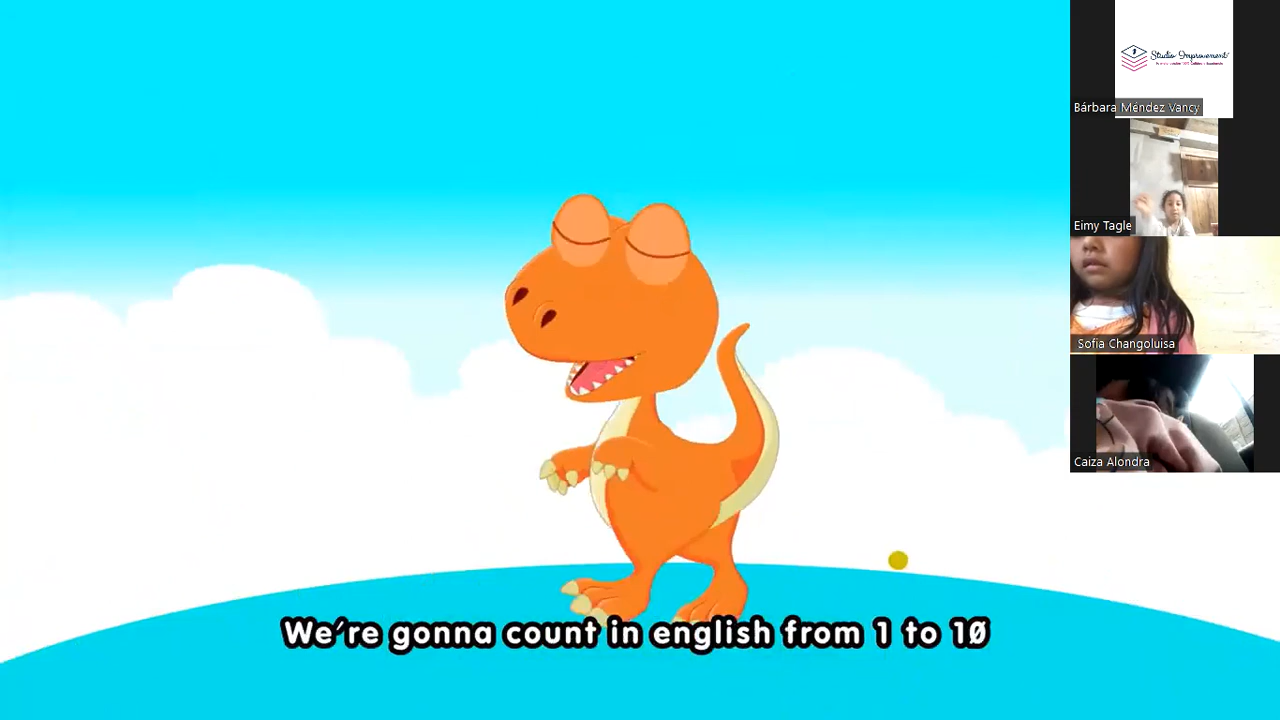 We're gonna count in english from 1 to 10
Studio Improvement
Bárbara Méndez Vancy
Eimy Tagle
Sofia Changoluisa
Caiza Alondra